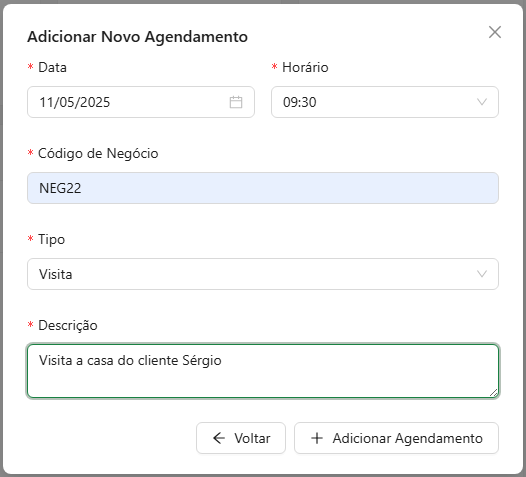 Adicionar Novo Agendamento
* Data * Horário
11/05/2025 09:30
* Código de Negócio
NEG22
* Tipo
Visita
* Descrição
Visita a casa do cliente Sérgio
Voltar Adicionar Agendamento